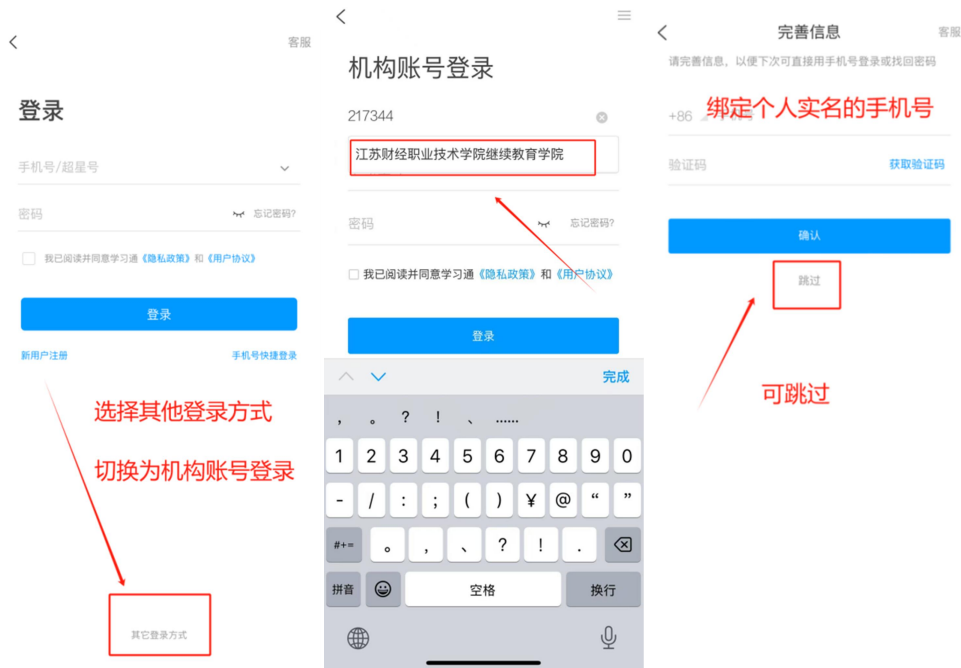 客服
登录
手机号/超星号
密码
忘记密码?
我已阅读并同意学习通《隐私政策》和《用户协议》
登录
新用户注册
手机号快捷登录
选择其他登录方式
切换为机构账号登录
其它登录方式
机构账号登录
217344
江苏财经职业技术学院继续教育学院
密码
忘记密码?
我已阅读并同意学习通《隐私政策》和《用户协议》
登录
完成
, 。 ? ! 、 ……
1 2 3 4 5 6 7 8 9 0
- / : ; ( ) ¥ @ “ ”
#+= 。 , 、 ? ! .
拼音 空格 换行
完善信息
客服
请完善信息，以便下次可直接用手机号登录或找回密码
+86
绑定个人实名的手机号
验证码
获取验证码
确认
跳过
可跳过